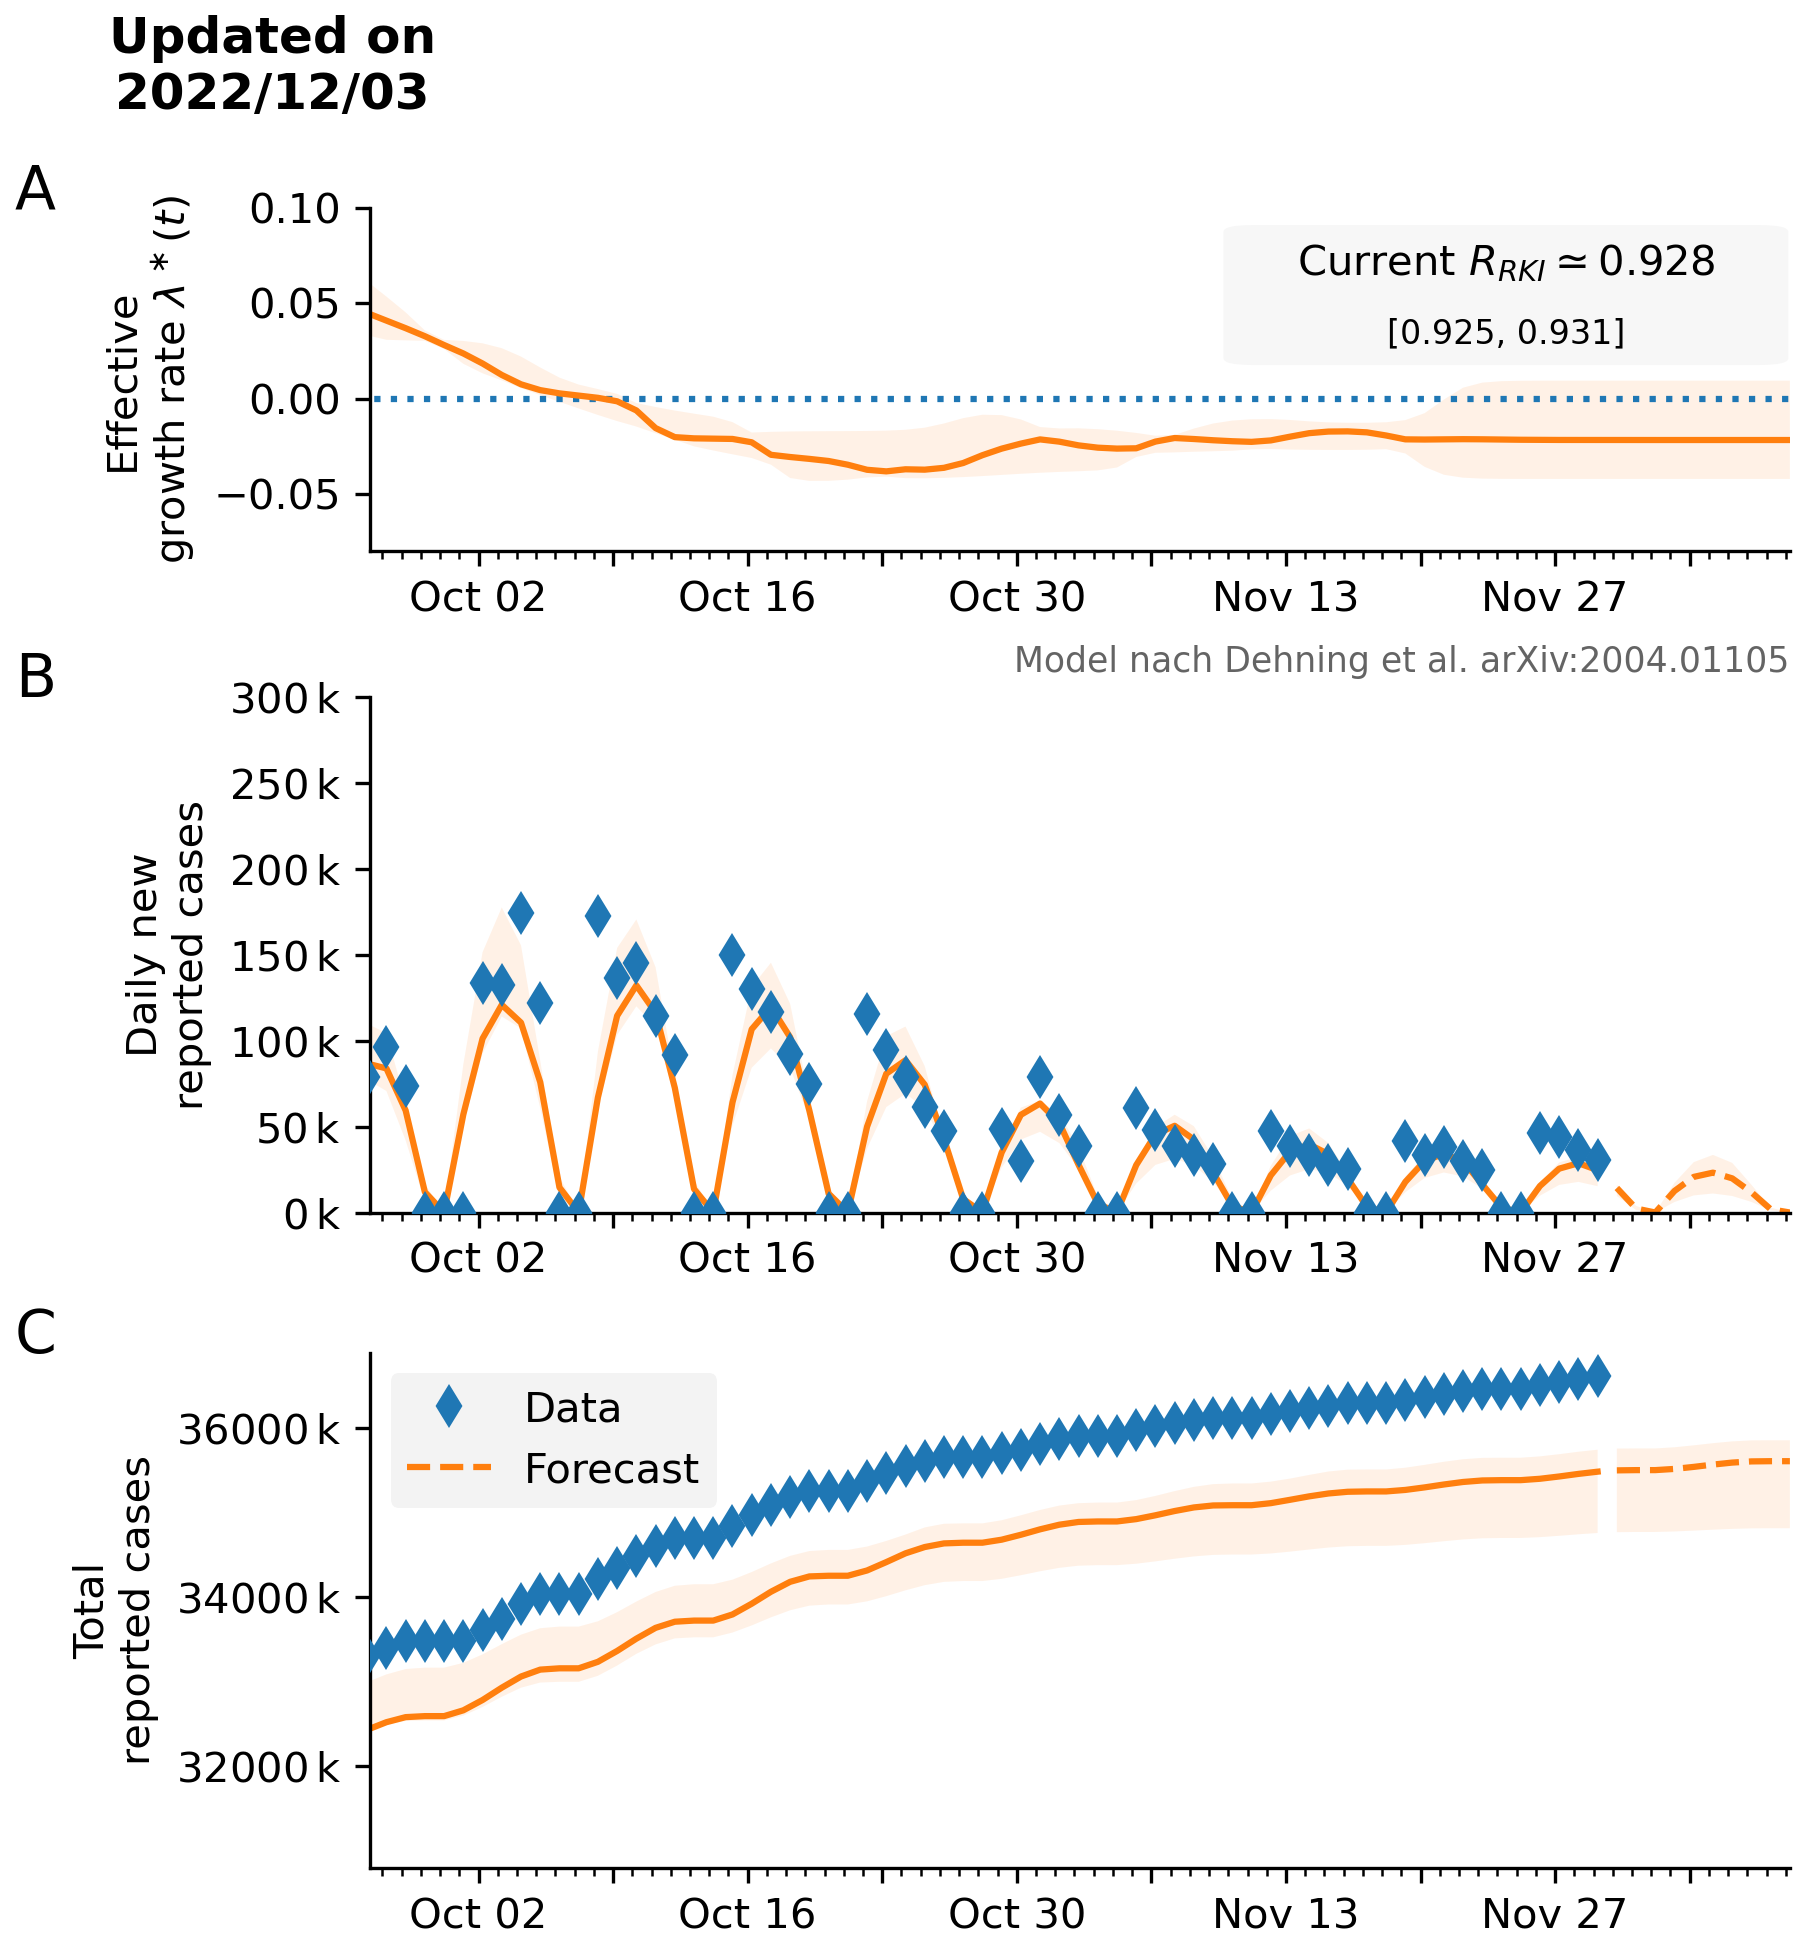 Updated on
2022/12/03
A
Effective
growth rate λ * (t)
0.10
0.05
0.00
−0.05
Current R_RKI ≃ 0.928
[0.925, 0.931]
Oct 02 Oct 16 Oct 30 Nov 13 Nov 27
Model nach Dehning et al. arXiv:2004.01105
B
Daily new
reported cases
300 k
250 k
200 k
150 k
100 k
50 k
0 k
Oct 02 Oct 16 Oct 30 Nov 13 Nov 27
C
Total
reported cases
Data
Forecast
36000 k
34000 k
32000 k
Oct 02 Oct 16 Oct 30 Nov 13 Nov 27